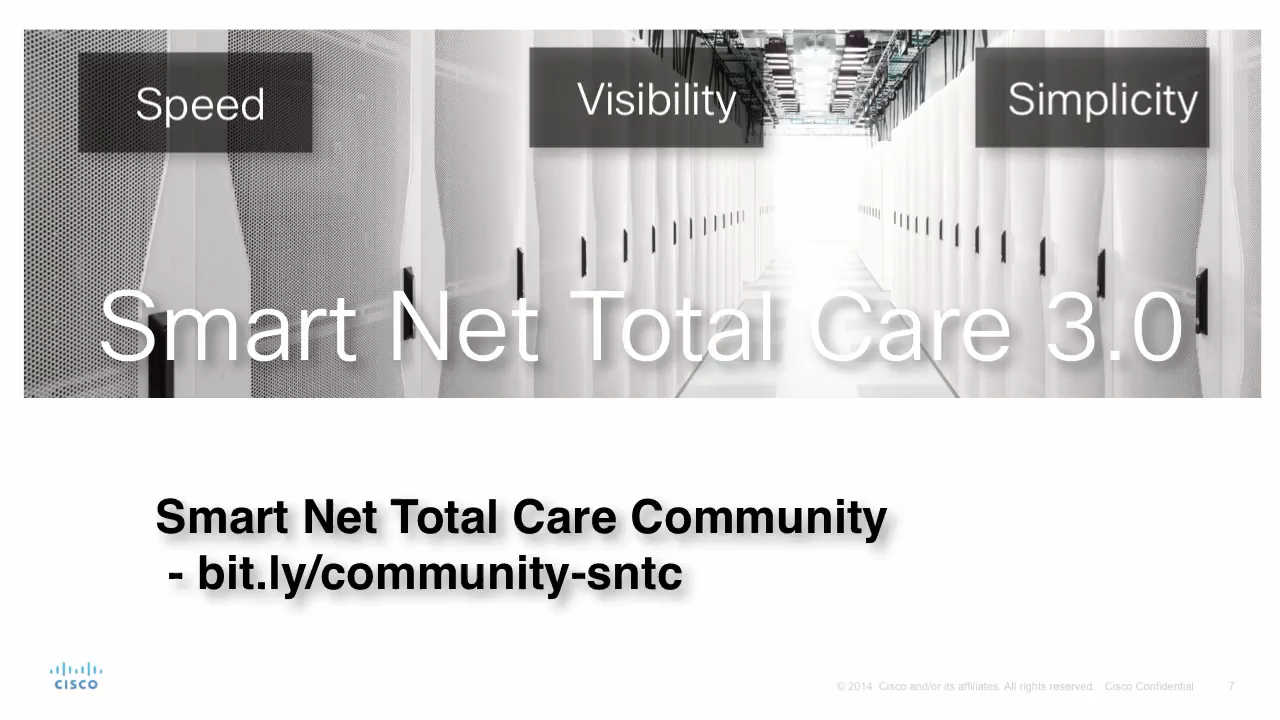 Speed
Visibility
Simplicity
Smart Net Total Care 3.0
Smart Net Total Care Community
- bit.ly/community-sntc
CISCO
© 2014 Cisco and/or its affiliates. All rights reserved. Cisco Confidential 7